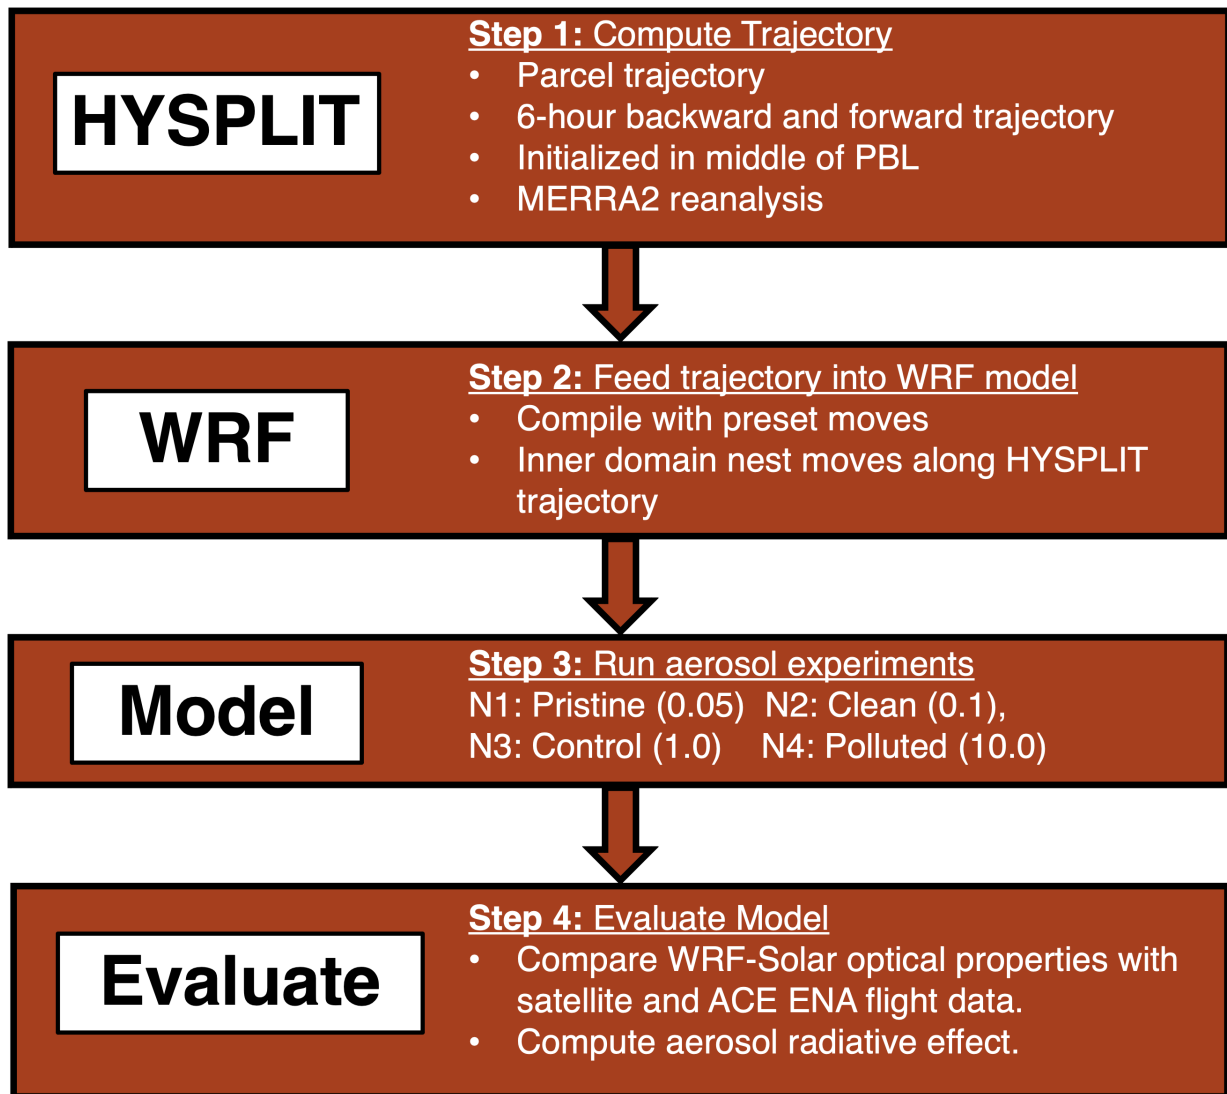 HYSPLIT
Step 1: Compute Trajectory
• Parcel trajectory
• 6-hour backward and forward trajectory
• Initialized in middle of PBL
• MERRA2 reanalysis
WRF
Step 2: Feed trajectory into WRF model
• Compile with preset moves
• Inner domain nest moves along HYSPLIT
trajectory
Model
Step 3: Run aerosol experiments
N1: Pristine (0.05) N2: Clean (0.1),
N3: Control (1.0) N4: Polluted (10.0)
Evaluate
Step 4: Evaluate Model
• Compare WRF-Solar optical properties with
satellite and ACE ENA flight data.
• Compute aerosol radiative effect.